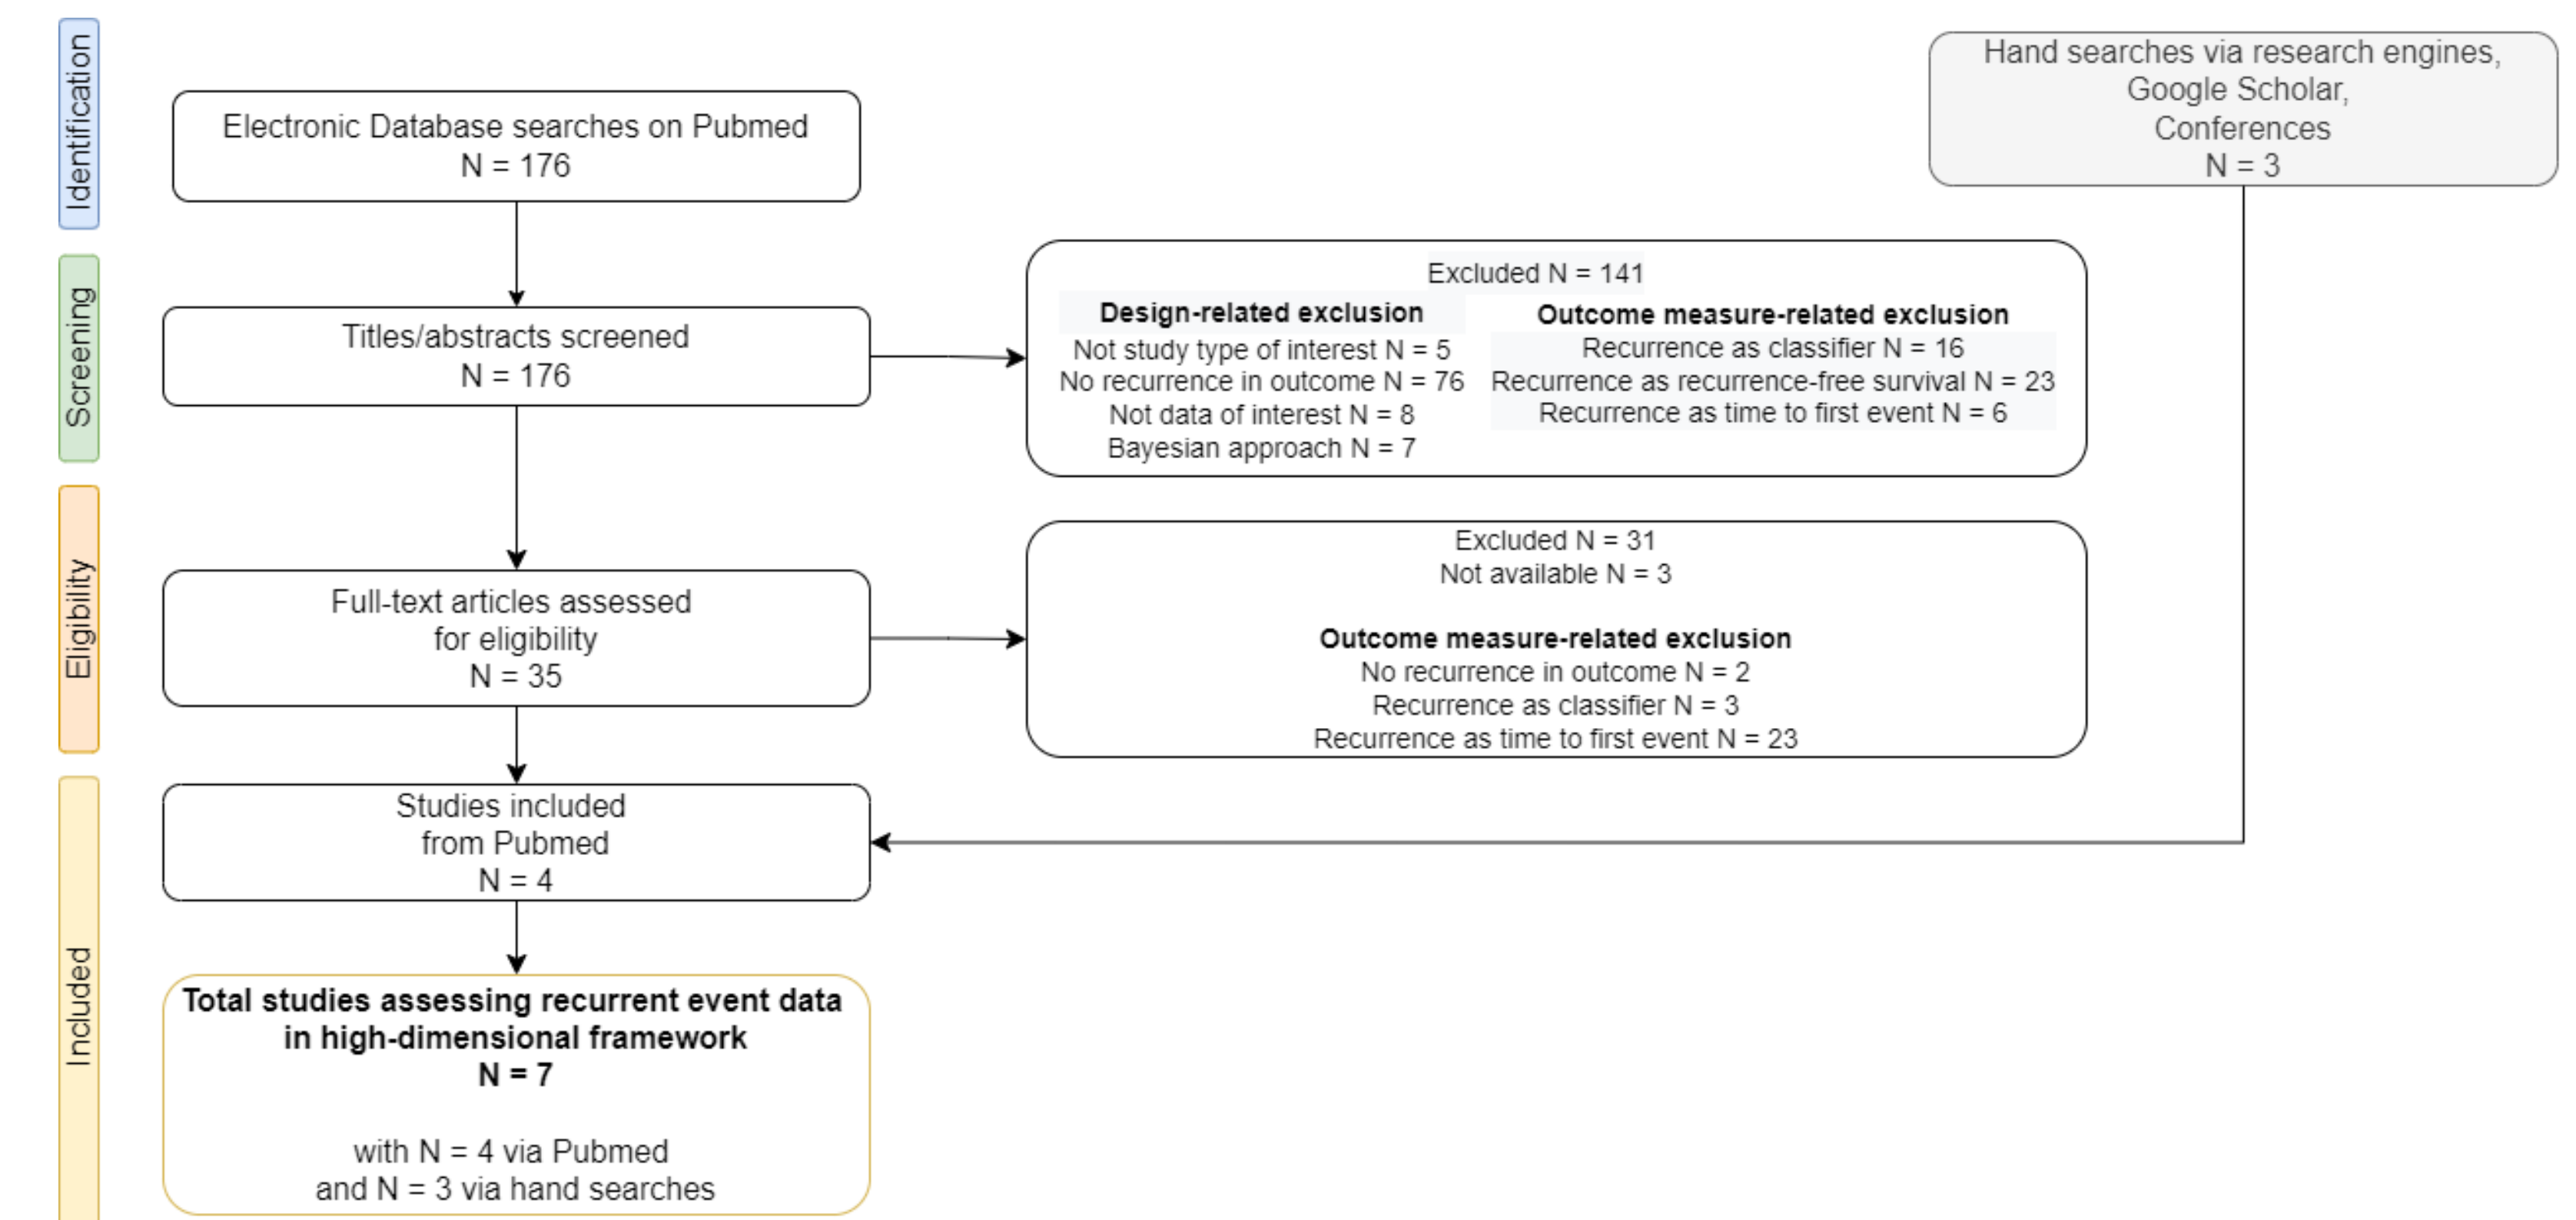 Identification
Electronic Database searches on Pubmed
N = 176
Hand searches via research engines,
Google Scholar,
Conferences
N = 3
Screening
Titles/abstracts screened
N = 176
Excluded N = 141
Design-related exclusion
Not study type of interest N = 5
No recurrence in outcome N = 76
Not data of interest N = 8
Bayesian approach N = 7
Outcome measure-related exclusion
Recurrence as classifier N = 16
Recurrence as recurrence-free survival N = 23
Recurrence as time to first event N = 6
Eligibility
Full-text articles assessed
for eligibility
N = 35
Excluded N = 31
Not available N = 3
Outcome measure-related exclusion
No recurrence in outcome N = 2
Recurrence as classifier N = 3
Recurrence as time to first event N = 23
Included
Studies included
from Pubmed
N = 4
Total studies assessing recurrent event data
in high-dimensional framework
N = 7
with N = 4 via Pubmed
and N = 3 via hand searches